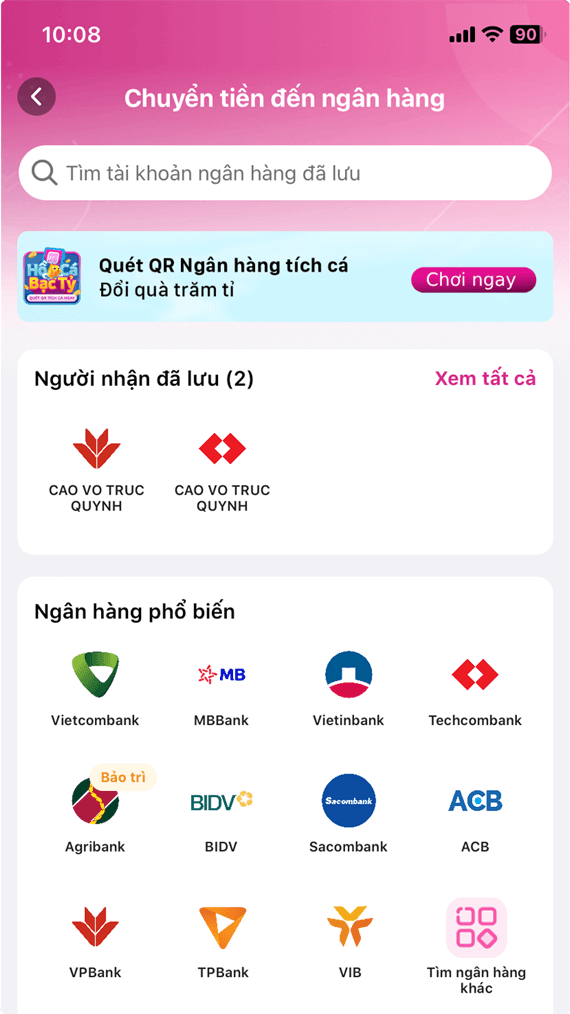 10:08
90
Chuyển tiền đến ngân hàng
Tìm tài khoản ngân hàng đã lưu
Hồ Cá
Bạc Tỷ
QUÉT QR TÍCH CÁ NGAY
Quét QR Ngân hàng tích cá
Đổi quà trăm tỉ
Chơi ngay
Người nhận đã lưu (2)
Xem tất cả
CAO VO TRUC
QUYNH
CAO VO TRUC
QUYNH
Ngân hàng phổ biến
MB
Vietcombank
MBBank
Vietinbank
Techcombank
Bảo trì
BIDV
Sacombank
ACB
Agribank
BIDV
Sacombank
ACB
VPBank
TPBank
VIB
Tìm ngân hàng
khác